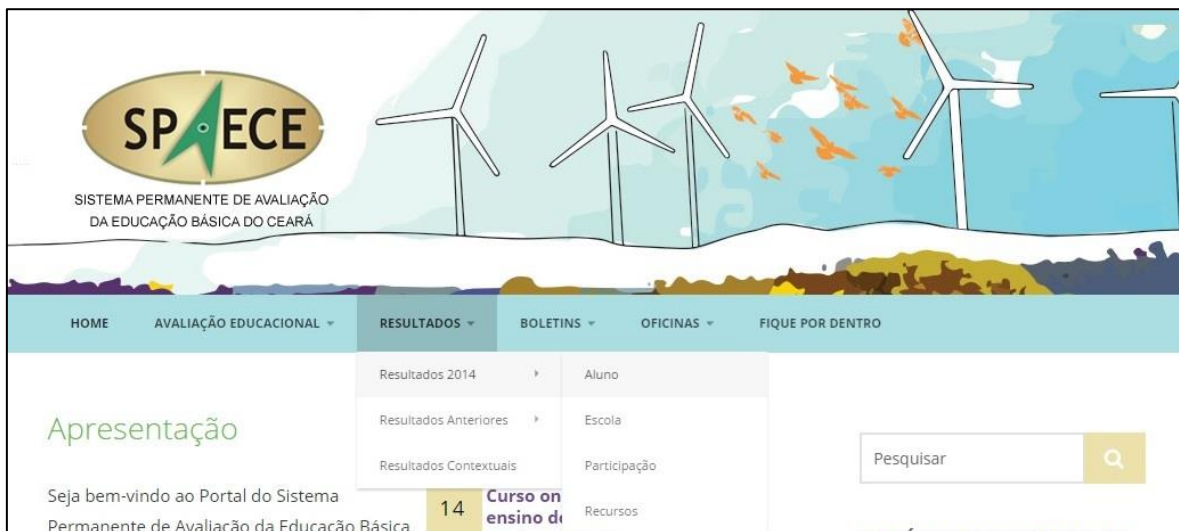 SPAECE
SISTEMA PERMANENTE DE AVALIAÇÃO
DA EDUCAÇÃO BÁSICA DO CEARÁ
HOME AVALIAÇÃO EDUCACIONAL RESULTADOS BOLETINS OFICINAS FIQUE POR DENTRO
Resultados 2014
Resultados Anteriores
Resultados Contextuais
Aluno
Escola
Participação
Recursos
Apresentação
Seja bem-vindo ao Portal do Sistema
Permanente de Avaliação da Educação Básica
14
Curso on
ensino d
Pesquisar